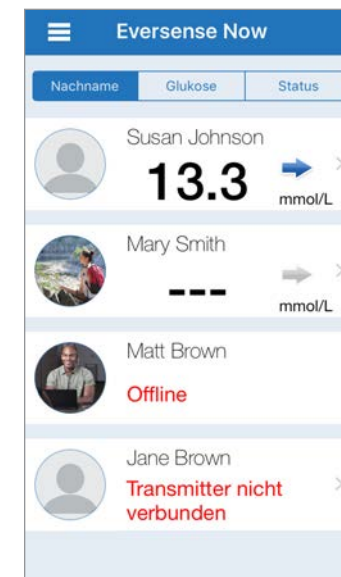 Eversense Now
Nachname Glukose Status
Susan Johnson
13.3
mmol/L
Mary Smith
---
mmol/L
Matt Brown
Offline
Jane Brown
Transmitter nicht
verbunden